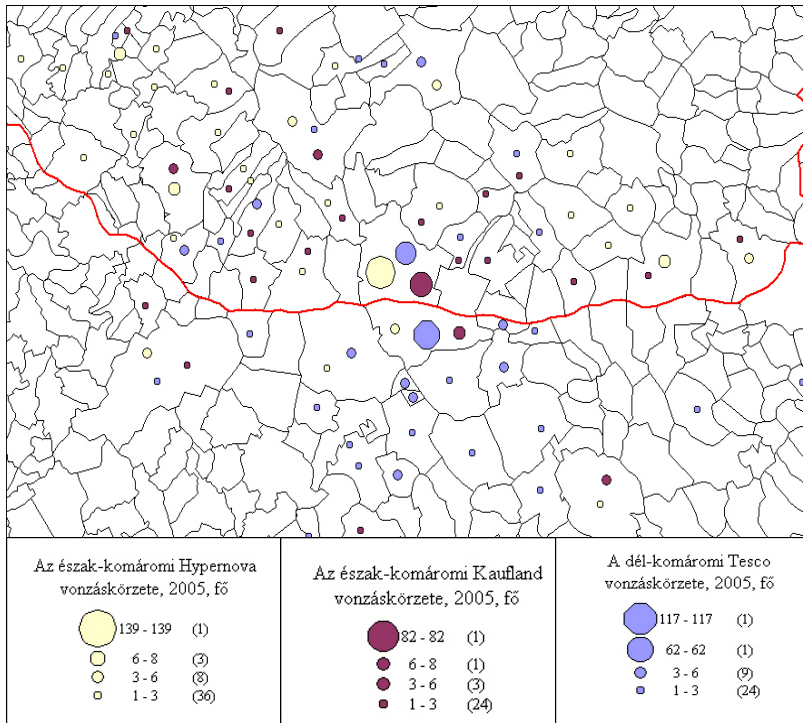 Az észak-komáromi Hypernova
vonzáskörzete, 2005, fő
139 - 139 (1)
6 - 8 (3)
3 - 6 (8)
1 - 3 (36)
Az észak-komáromi Kaufland
vonzáskörzete, 2005, fő
82 - 82 (1)
6 - 8 (1)
3 - 6 (3)
1 - 3 (24)
A dél-komáromi Tesco
vonzáskörzete, 2005, fő
117 - 117 (1)
62 - 62 (1)
3 - 6 (9)
1 - 3 (24)